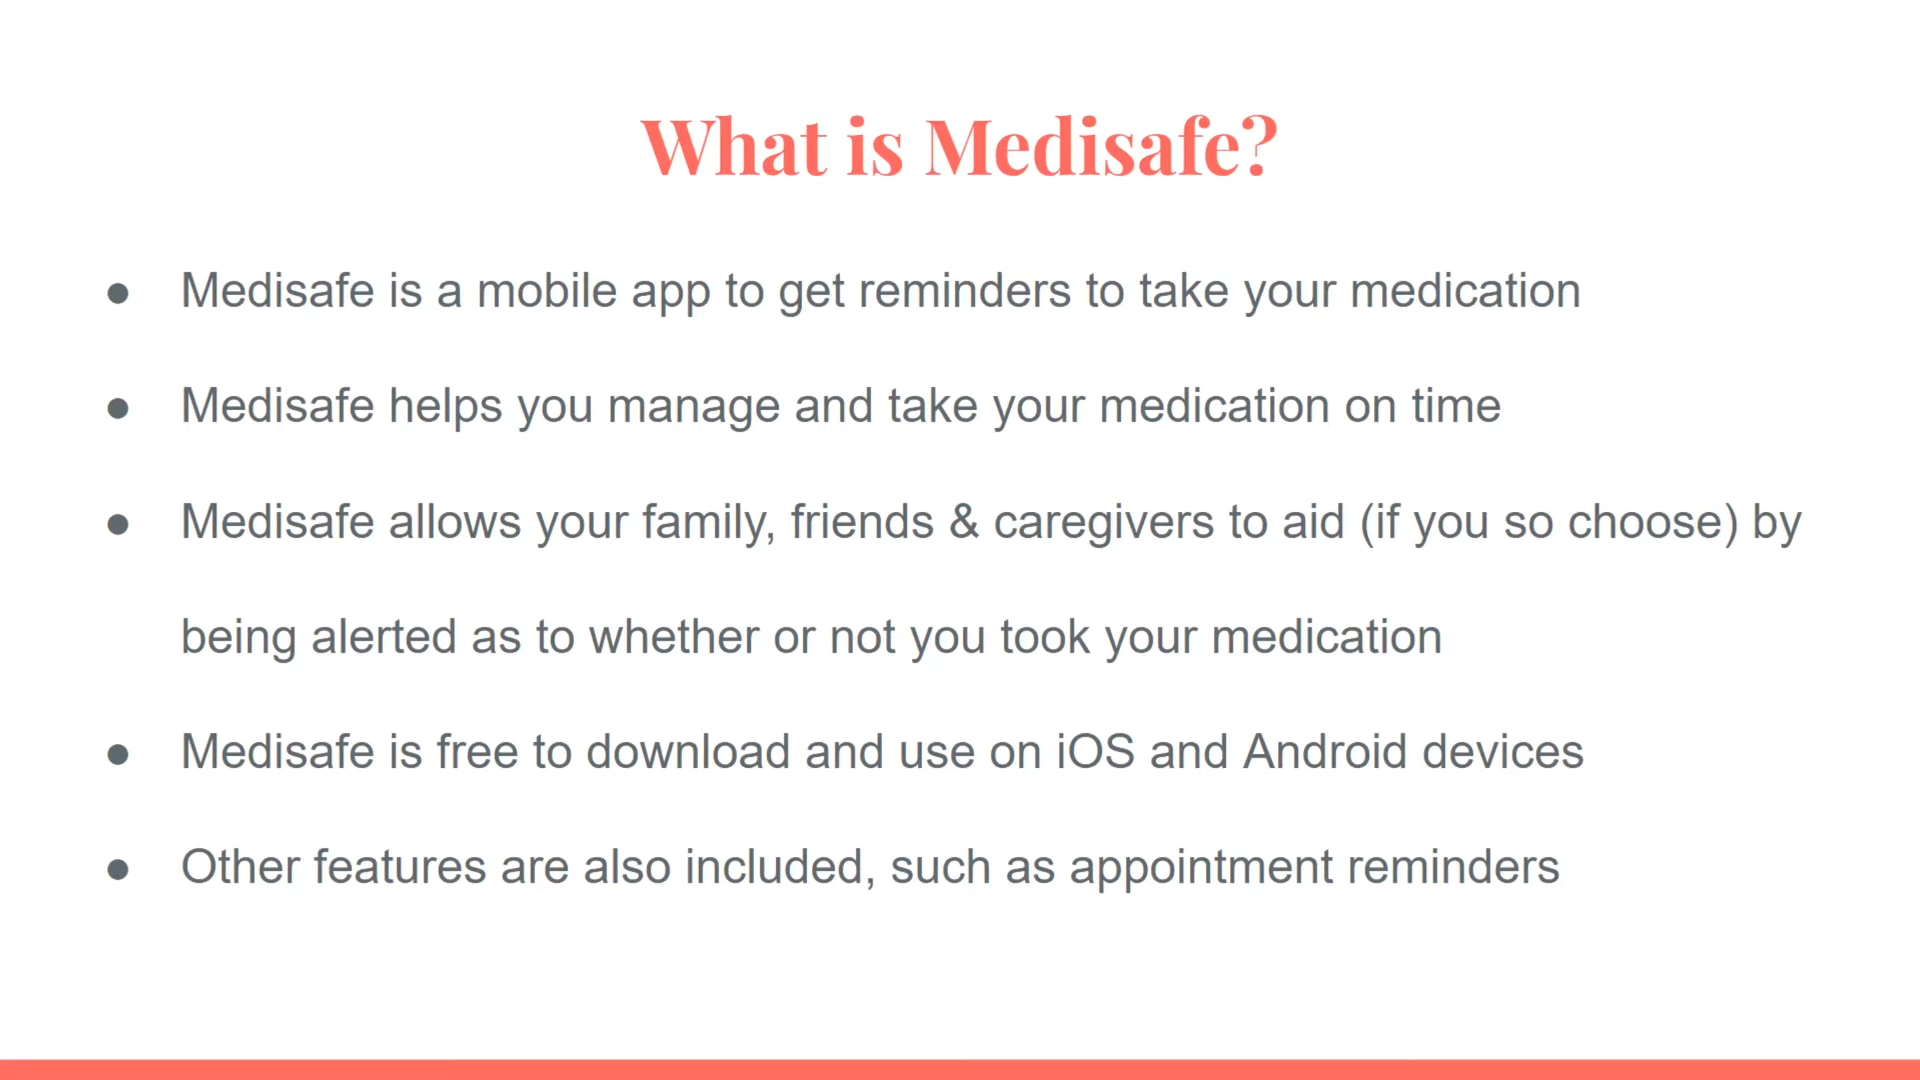 What is Medisafe?
● Medisafe is a mobile app to get reminders to take your medication
● Medisafe helps you manage and take your medication on time
● Medisafe allows your family, friends & caregivers to aid (if you so choose) by
being alerted as to whether or not you took your medication
● Medisafe is free to download and use on iOS and Android devices
● Other features are also included, such as appointment reminders